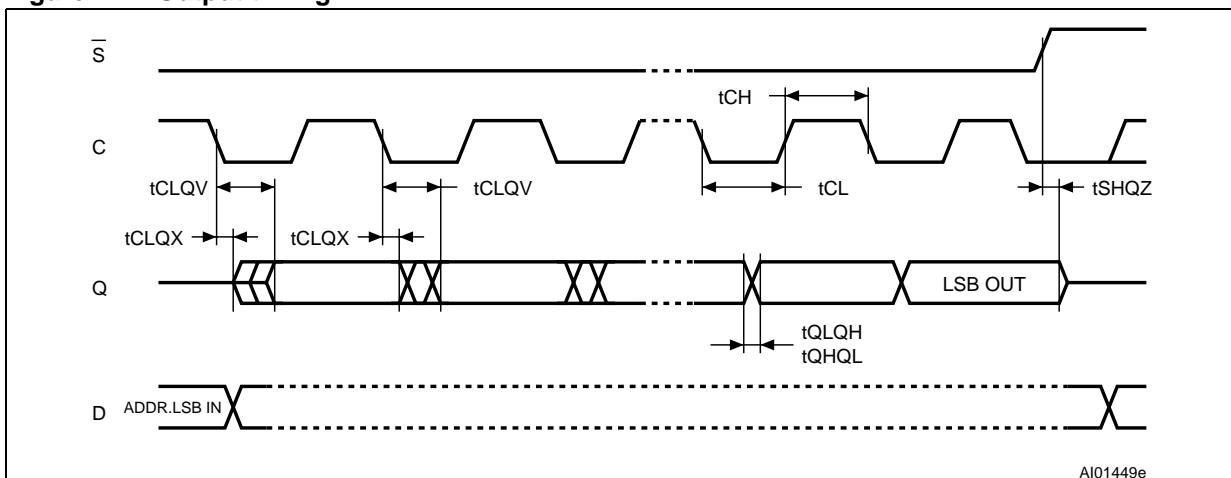 S
tCH
C
tCLQV
tCLQV
tCL
tSHQZ
tCLQX
tCLQX
Q
LSB OUT
tQLQH
tQHQL
D
ADDR.LSB IN
AI01449e